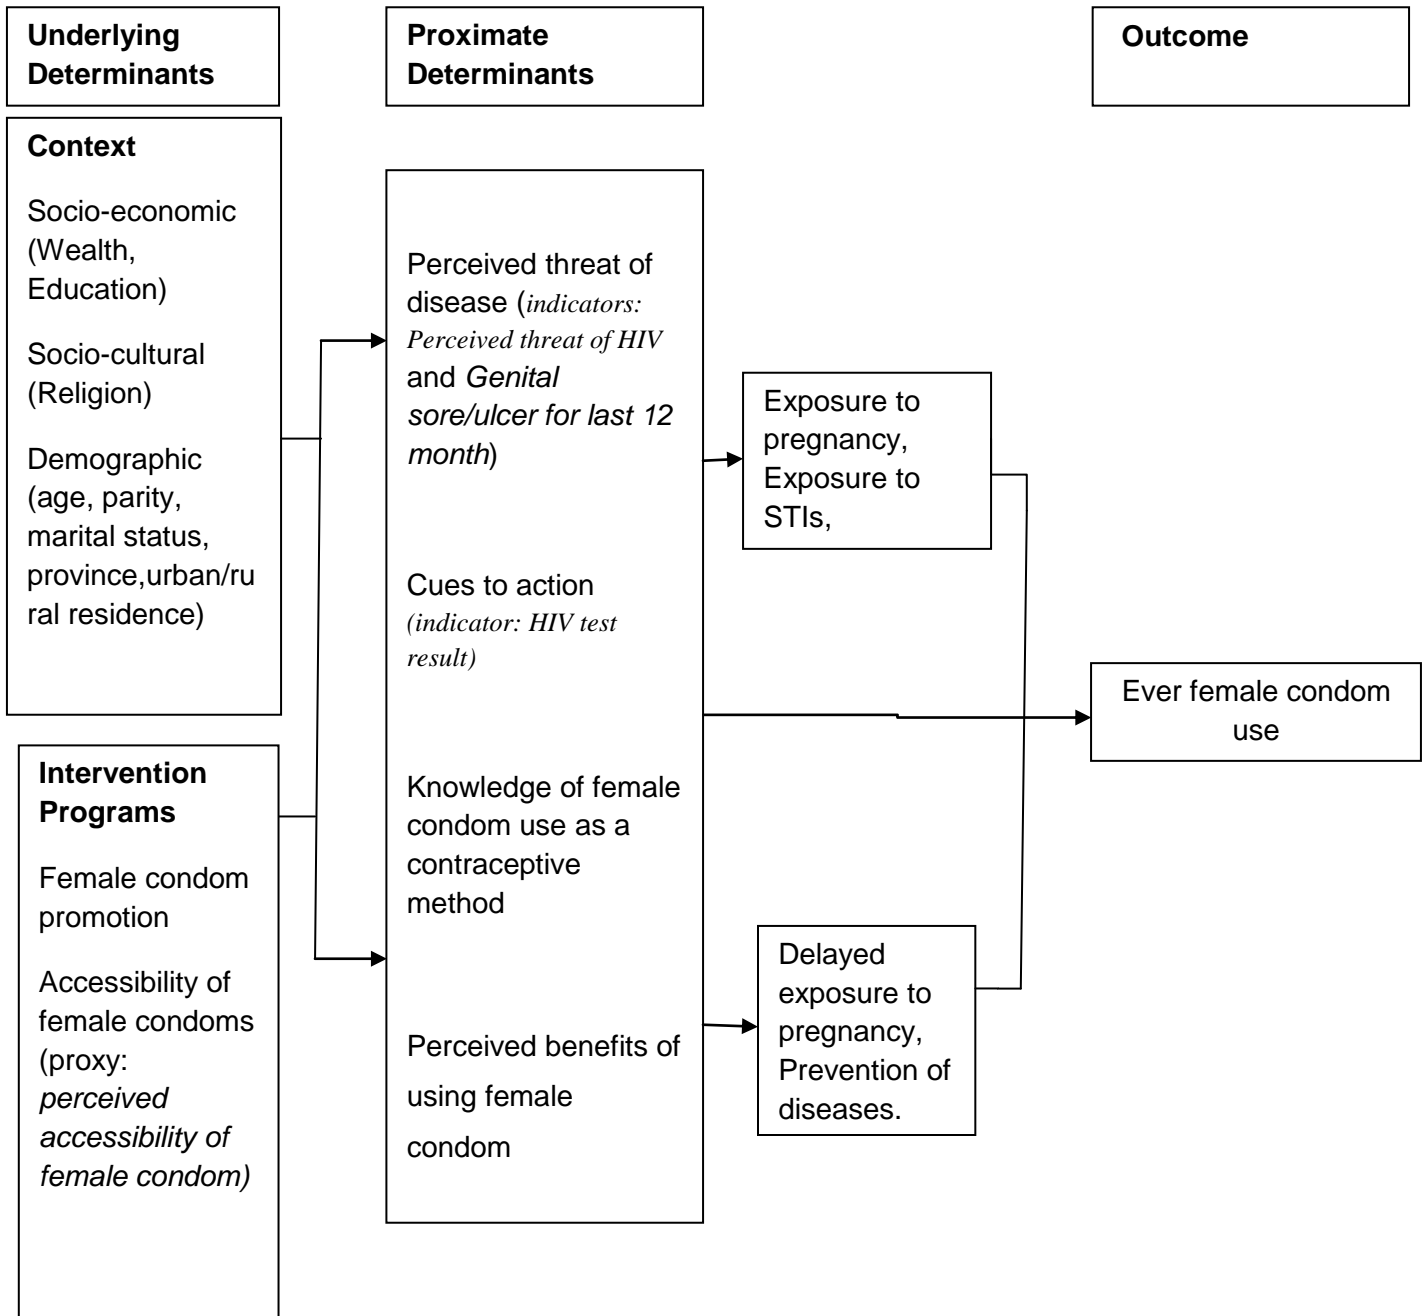 Underlying
Determinants
Proximate
Determinants
Outcome
Context
Socio-economic
(Wealth,
Education)
Socio-cultural
(Religion)
Demographic
(age, parity,
marital status,
province,urban/ru
ral residence)
Intervention
Programs
Female condom
promotion
Accessibility of
female condoms
(proxy:
perceived
accessibility of
female condom)
Perceived threat of
disease (indicators:
Perceived threat of HIV
and Genital
sore/ulcer for last 12
month)
Cues to action
(indicator: HIV test
result)
Knowledge of female
condom use as a
contraceptive
method
Perceived benefits of
using female
condom
Exposure to
pregnancy,
Exposure to
STIs,
Delayed
exposure to
pregnancy,
Prevention of
diseases.
Ever female condom
use